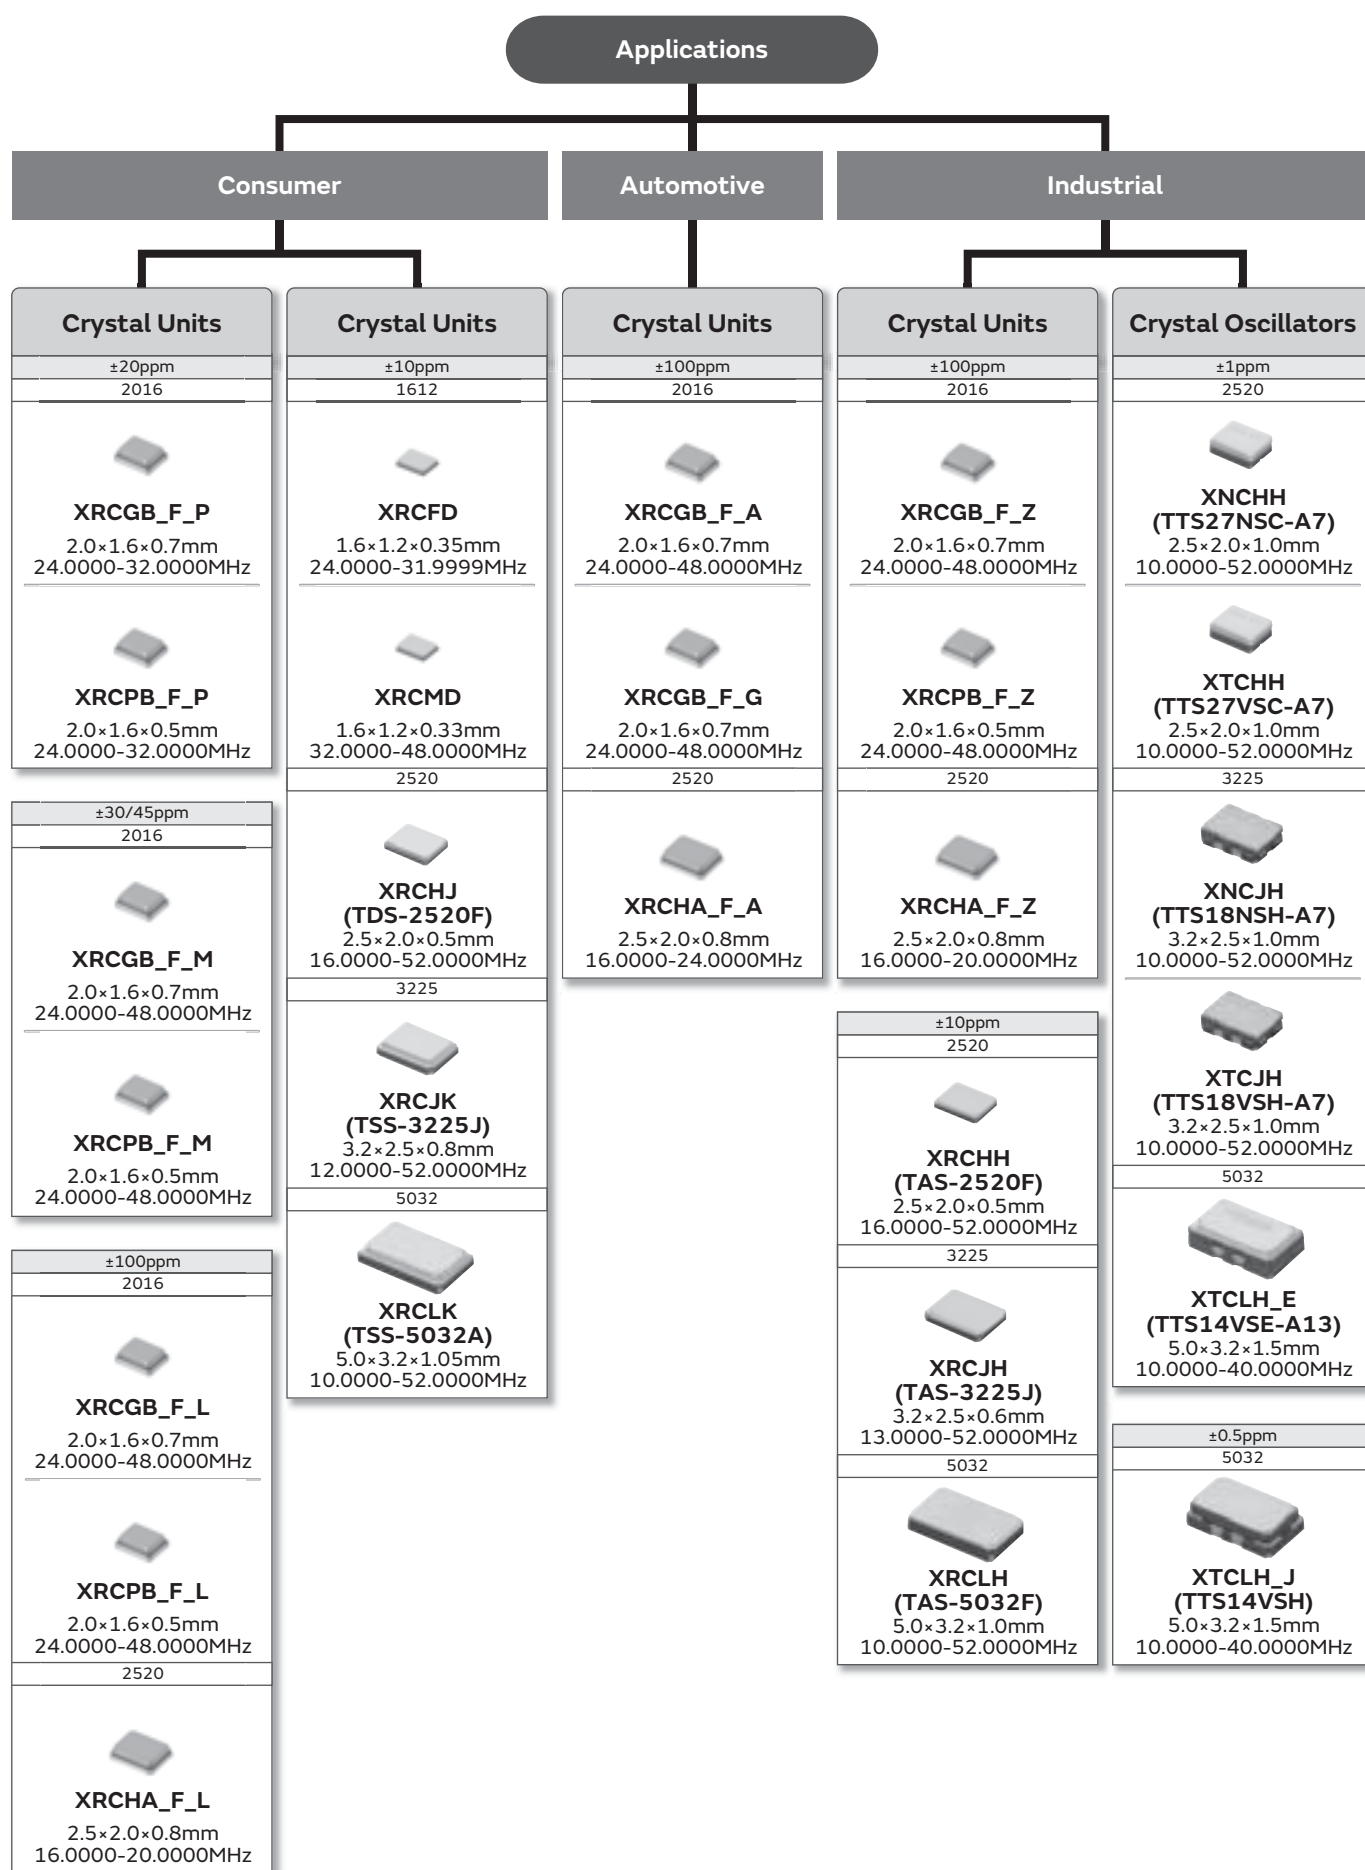 Applications
Consumer
Automotive
Industrial
Crystal Units
±20ppm
2016
XRCGB_F_P
2.0×1.6×0.7mm
24.0000-32.0000MHz
XRCPB_F_P
2.0×1.6×0.5mm
24.0000-32.0000MHz
±30/45ppm
2016
XRCGB_F_M
2.0×1.6×0.7mm
24.0000-48.0000MHz
XRCPB_F_M
2.0×1.6×0.5mm
24.0000-48.0000MHz
±100ppm
2016
XRCGB_F_L
2.0×1.6×0.7mm
24.0000-48.0000MHz
XRCPB_F_L
2.0×1.6×0.5mm
24.0000-48.0000MHz
2520
XRCHA_F_L
2.5×2.0×0.8mm
16.0000-20.0000MHz
Crystal Units
±10ppm
1612
XRCFD
1.6×1.2×0.35mm
24.0000-31.9999MHz
XRCMD
1.6×1.2×0.33mm
32.0000-48.0000MHz
2520
XRCHJ
(TDS-2520F)
2.5×2.0×0.5mm
16.0000-52.0000MHz
3225
XRCJK
(TSS-3225J)
3.2×2.5×0.8mm
12.0000-52.0000MHz
5032
XRCLK
(TSS-5032A)
5.0×3.2×1.05mm
10.0000-52.0000MHz
Crystal Units
±100ppm
2016
XRCGB_F_A
2.0×1.6×0.7mm
24.0000-48.0000MHz
XRCGB_F_G
2.0×1.6×0.7mm
24.0000-48.0000MHz
2520
XRCHA_F_A
2.5×2.0×0.8mm
16.0000-24.0000MHz
Crystal Units
±100ppm
2016
XRCGB_F_Z
2.0×1.6×0.7mm
24.0000-48.0000MHz
XRCPB_F_Z
2.0×1.6×0.5mm
24.0000-48.0000MHz
2520
XRCHA_F_Z
2.5×2.0×0.8mm
16.0000-20.0000MHz
±10ppm
2520
XRCHH
(TAS-2520F)
2.5×2.0×0.5mm
16.0000-52.0000MHz
3225
XRCJH
(TAS-3225J)
3.2×2.5×0.6mm
13.0000-52.0000MHz
5032
XRCLH
(TAS-5032F)
5.0×3.2×1.0mm
10.0000-52.0000MHz
Crystal Oscillators
±1ppm
2520
XNCHH
(TTS27NSC-A7)
2.5×2.0×1.0mm
10.0000-52.0000MHz
XTCHH
(TTS27VSC-A7)
2.5×2.0×1.0mm
10.0000-52.0000MHz
3225
XNCJH
(TTS18NSH-A7)
3.2×2.5×1.0mm
10.0000-52.0000MHz
XTCJH
(TTS18VSH-A7)
3.2×2.5×1.0mm
10.0000-52.0000MHz
5032
XTCLH_E
(TTS14VSE-A13)
5.0×3.2×1.5mm
10.0000-40.0000MHz
±0.5ppm
5032
XTCLH_J
(TTS14VSH)
5.0×3.2×1.5mm
10.0000-40.0000MHz